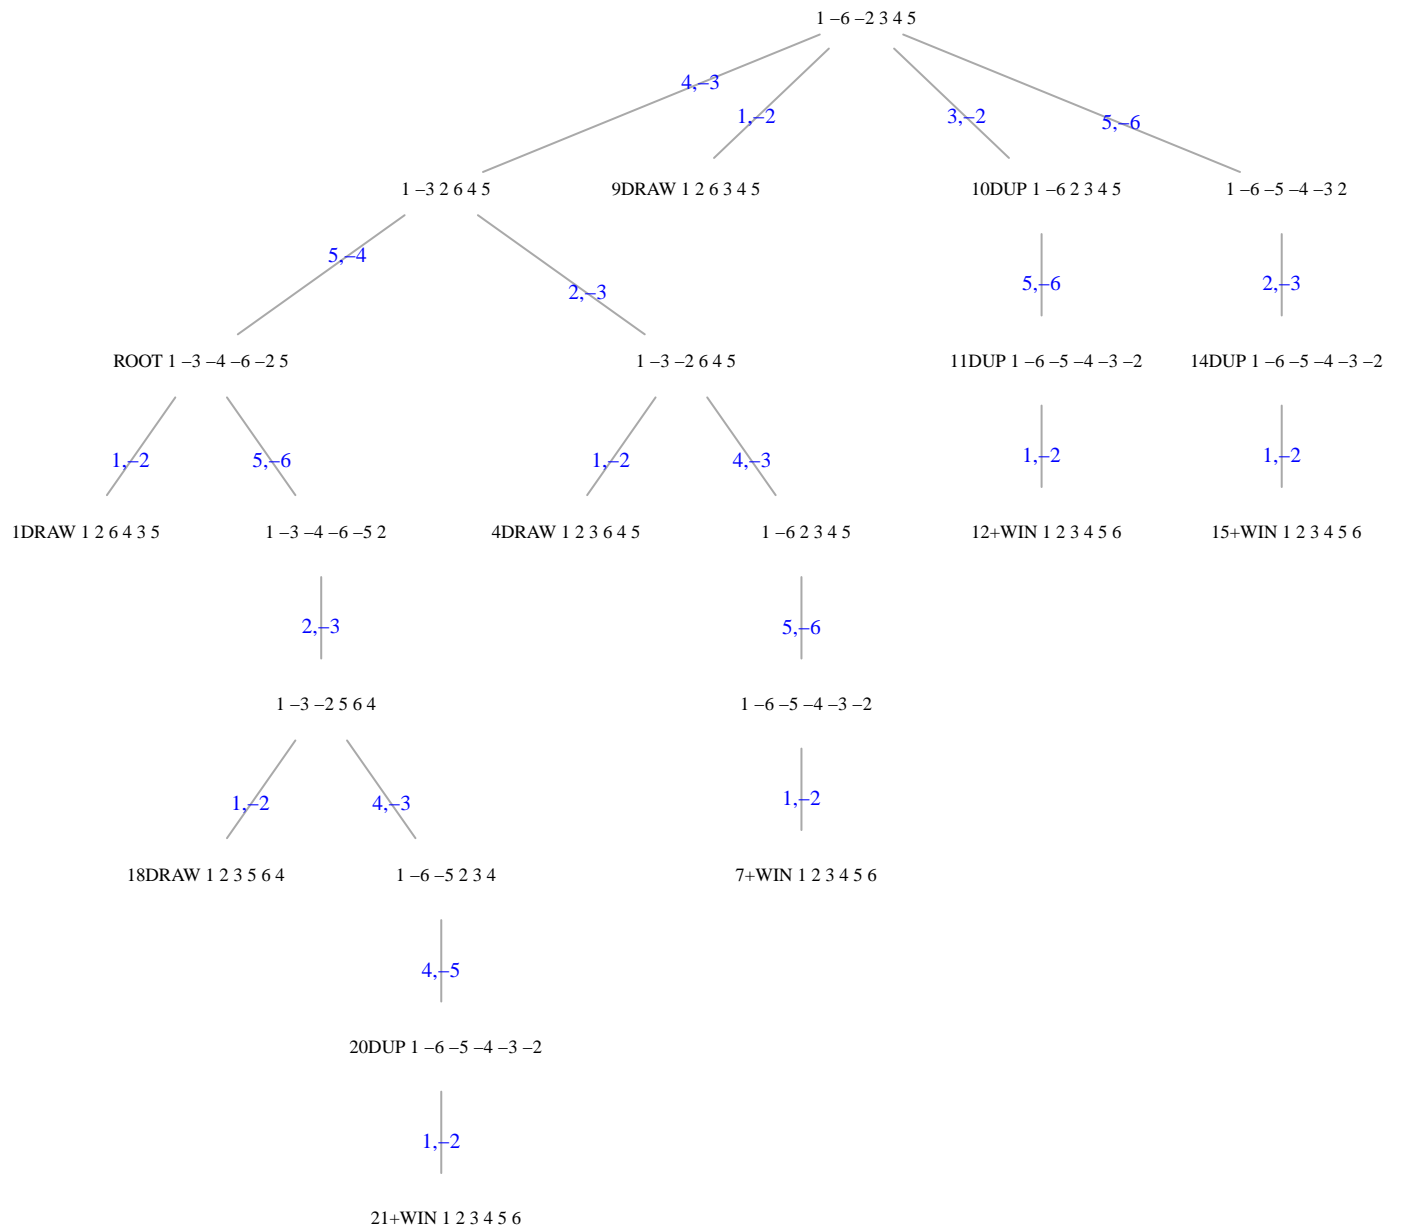 1 –6 –2 3 4 5
4,–3
1,–2
3,–2
5,–6
1 –3 2 6 4 5
9DRAW 1 2 6 3 4 5
10DUP 1 –6 2 3 4 5
1 –6 –5 –4 –3 2
5,–4
2,–3
5,–6
2,–3
ROOT 1 –3 –4 –6 –2 5
1 –3 –2 6 4 5
11DUP 1 –6 –5 –4 –3 –2
14DUP 1 –6 –5 –4 –3 –2
1,–2
5,–6
1,–2
4,–3
1,–2
1,–2
1DRAW 1 2 6 4 3 5
1 –3 –4 –6 –5 2
4DRAW 1 2 3 6 4 5
1 –6 2 3 4 5
12+WIN 1 2 3 4 5 6
15+WIN 1 2 3 4 5 6
2,–3
5,–6
1 –3 –2 5 6 4
1 –6 –5 –4 –3 –2
1,–2
4,–3
1,–2
18DRAW 1 2 3 5 6 4
1 –6 –5 2 3 4
7+WIN 1 2 3 4 5 6
4,–5
20DUP 1 –6 –5 –4 –3 –2
1,–2
21+WIN 1 2 3 4 5 6